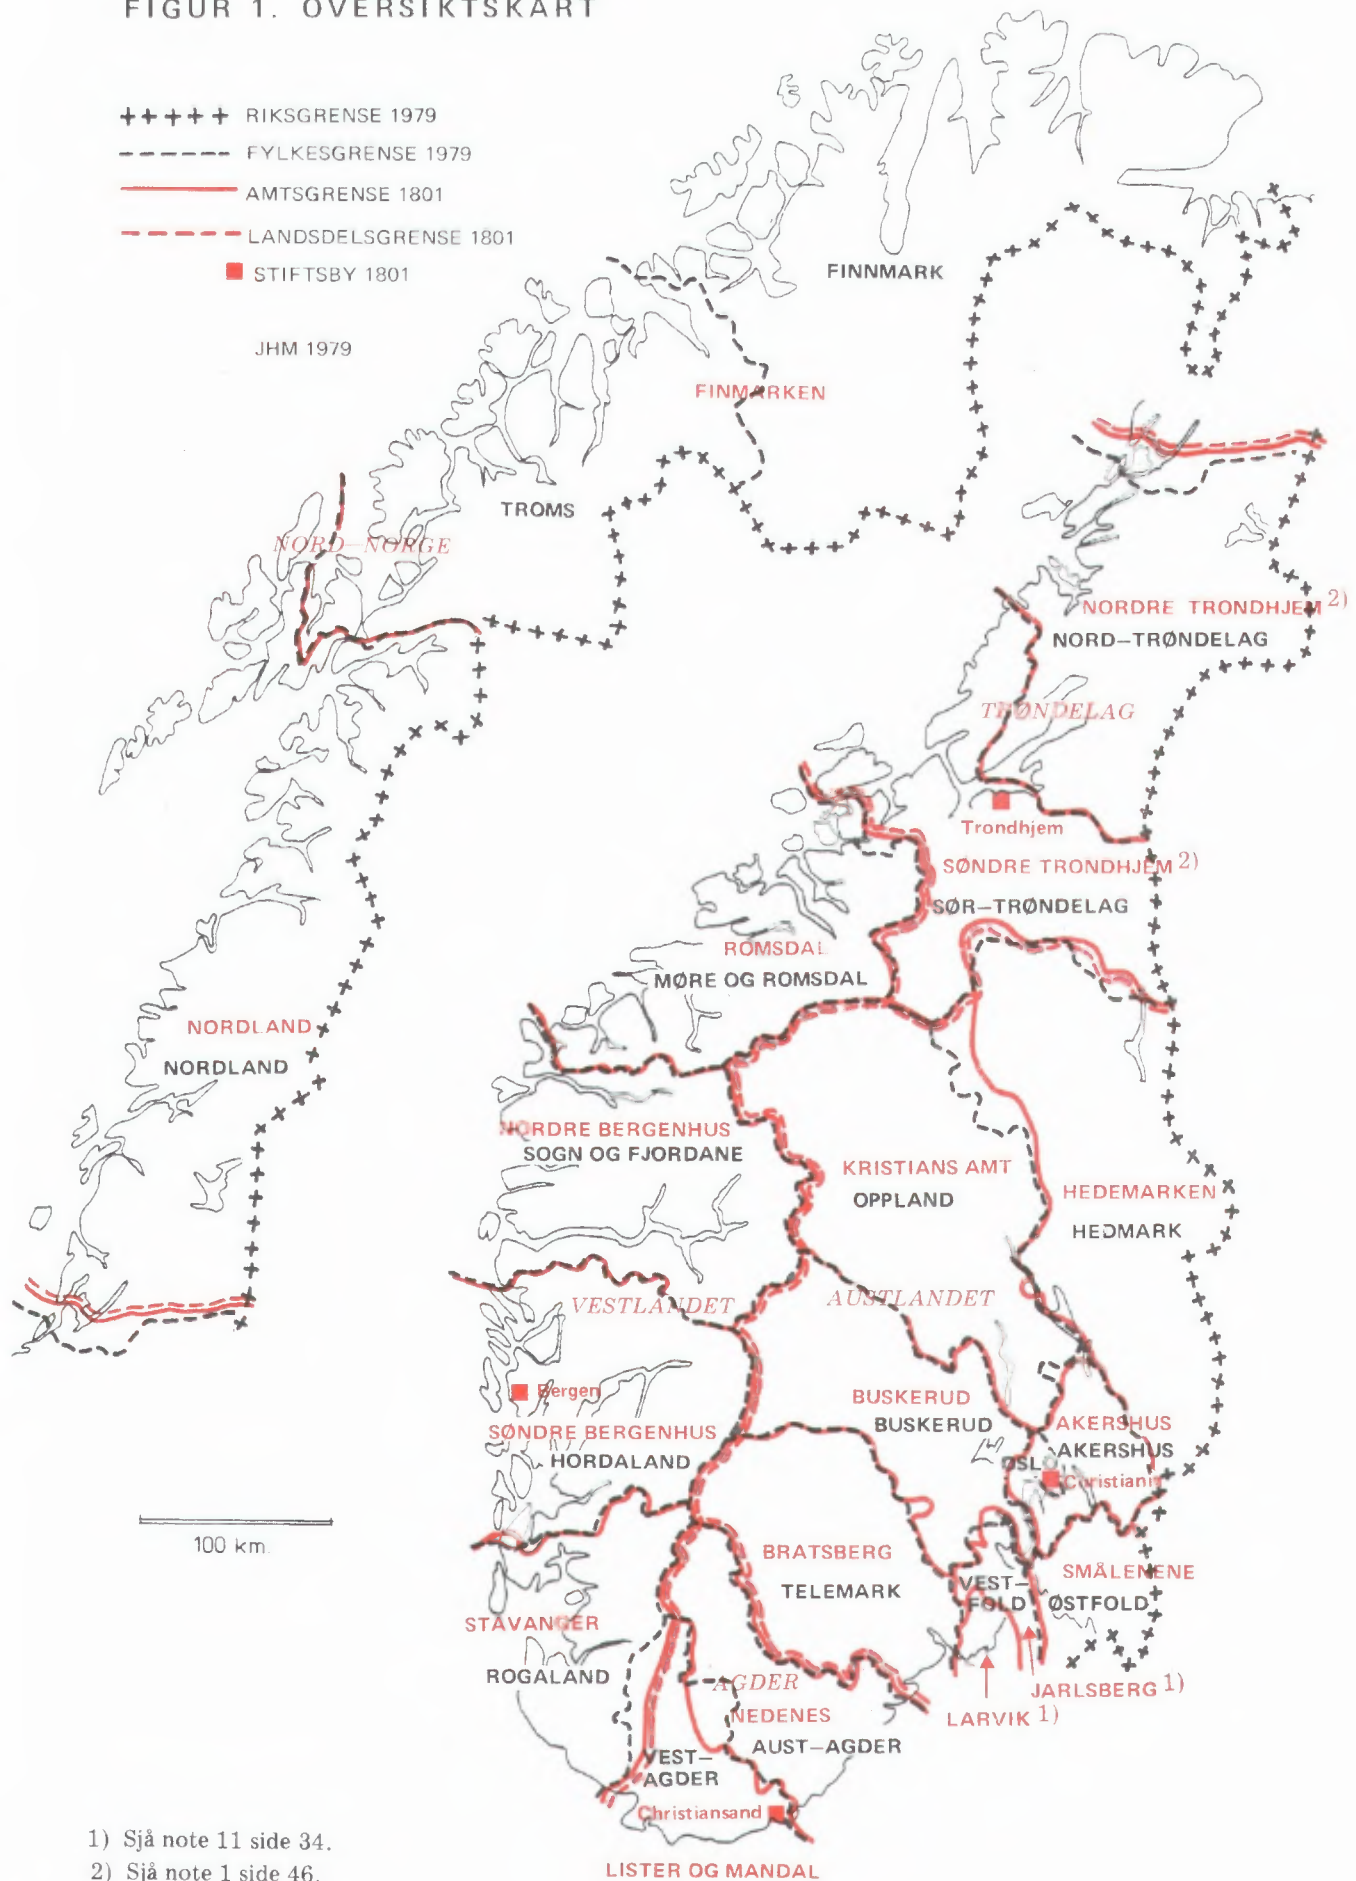 FIGUR 1. OVERSIKTSKART
RIKSGRENSE 1979
FYLKESGRENSE 1979
AMTSGRENSE 1801
LANDSDELSGRENSE 1801
STIFTSBY 1801
JHM 1979
FINNMARK
FINMARKEN
TROMS
NORD-NORGE
NORDRE TRONDHJEM 2)
NORD-TRØNDELAG
TRØNDELAG
Trondhjem
SØNDRE TRONDHJEM 2)
SØR-TRØNDELAG
ROMSDAL
MØRE OG ROMSDAL
NORDLAND
NORDLAND
NORDRE BERGENHUS
SOGN OG FJORDANE
KRISTIANS AMT
OPPLAND
HEDEMARKEN
HEDMARK
VESTLANDET
AUSTLANDET
Bergen
BUSKERUD
BUSKERUD
AKERSHUS
AKERSHUS
SØNDRE BERGENHUS
HORDALAND
OSLO
Christiania
100 km.
BRATSBERG
TELEMARK
VEST-
FOLD
SMÅLENENE
ØSTFOLD
STAVANGER
ROGALAND
AGDER
NEDENES
AUST-AGDER
JARLSBERG 1)
LARVIK 1)
VEST-
AGDER
Christiansand
LISTER OG MANDAL
1) Sjå note 11 side 34.
2) Sjå note 1 side 46.